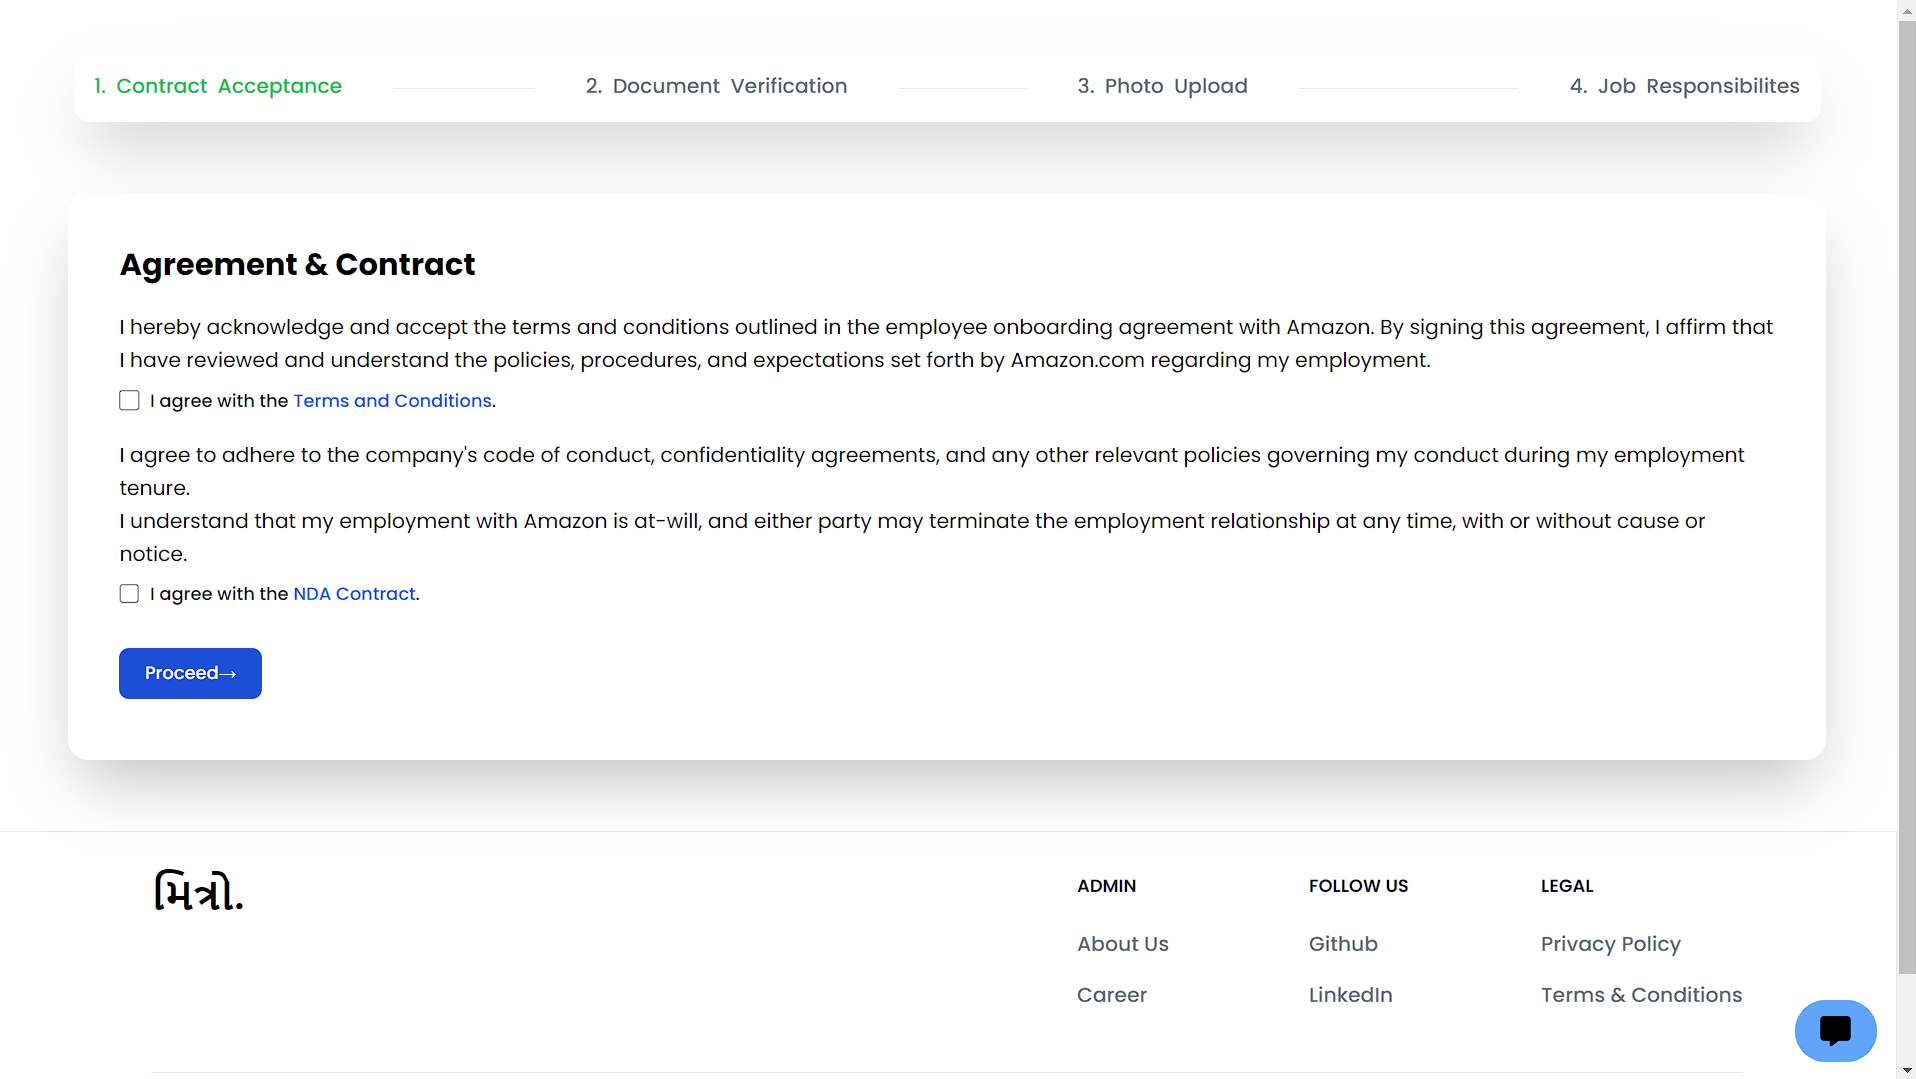 1. Contract Acceptance
2. Document Verification
3. Photo Upload
4. Job Responsibilites
Agreement & Contract
I hereby acknowledge and accept the terms and conditions outlined in the employee onboarding agreement with Amazon. By signing this agreement, I affirm that
I have reviewed and understand the policies, procedures, and expectations set forth by Amazon.com regarding my employment.
I agree with the Terms and Conditions.
I agree to adhere to the company's code of conduct, confidentiality agreements, and any other relevant policies governing my conduct during my employment
tenure.
I understand that my employment with Amazon is at-will, and either party may terminate the employment relationship at any time, with or without cause or
notice.
I agree with the NDA Contract.
Proceed→
મિત્રો.
ADMIN
About Us
Career
FOLLOW US
Github
LinkedIn
LEGAL
Privacy Policy
Terms & Conditions